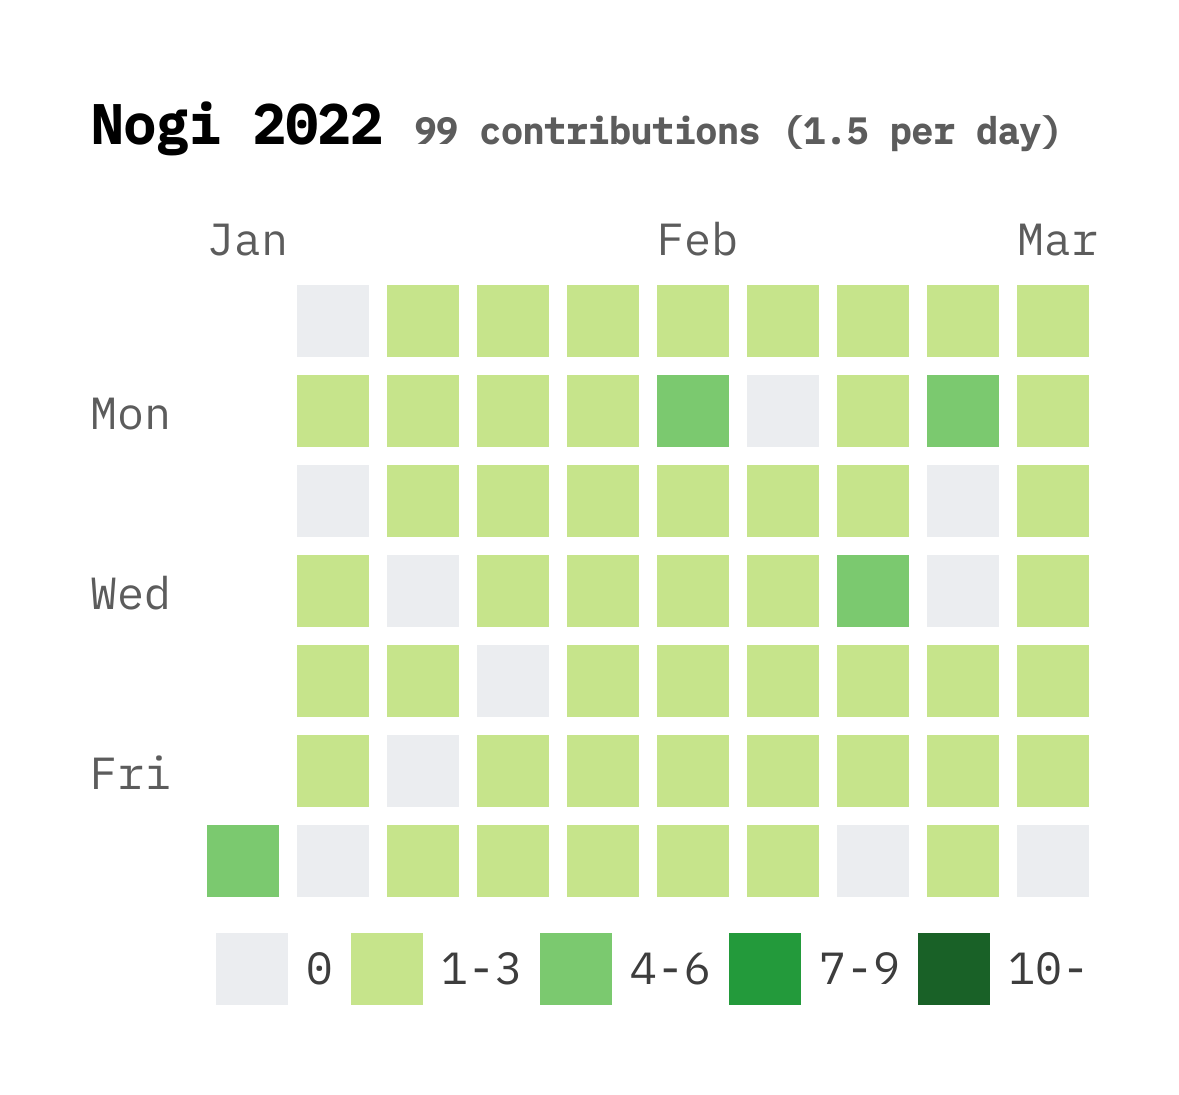 Nogi 2022 99 contributions (1.5 per day)
Jan Feb Mar
Mon
Wed
Fri
0 1-3 4-6 7-9 10-